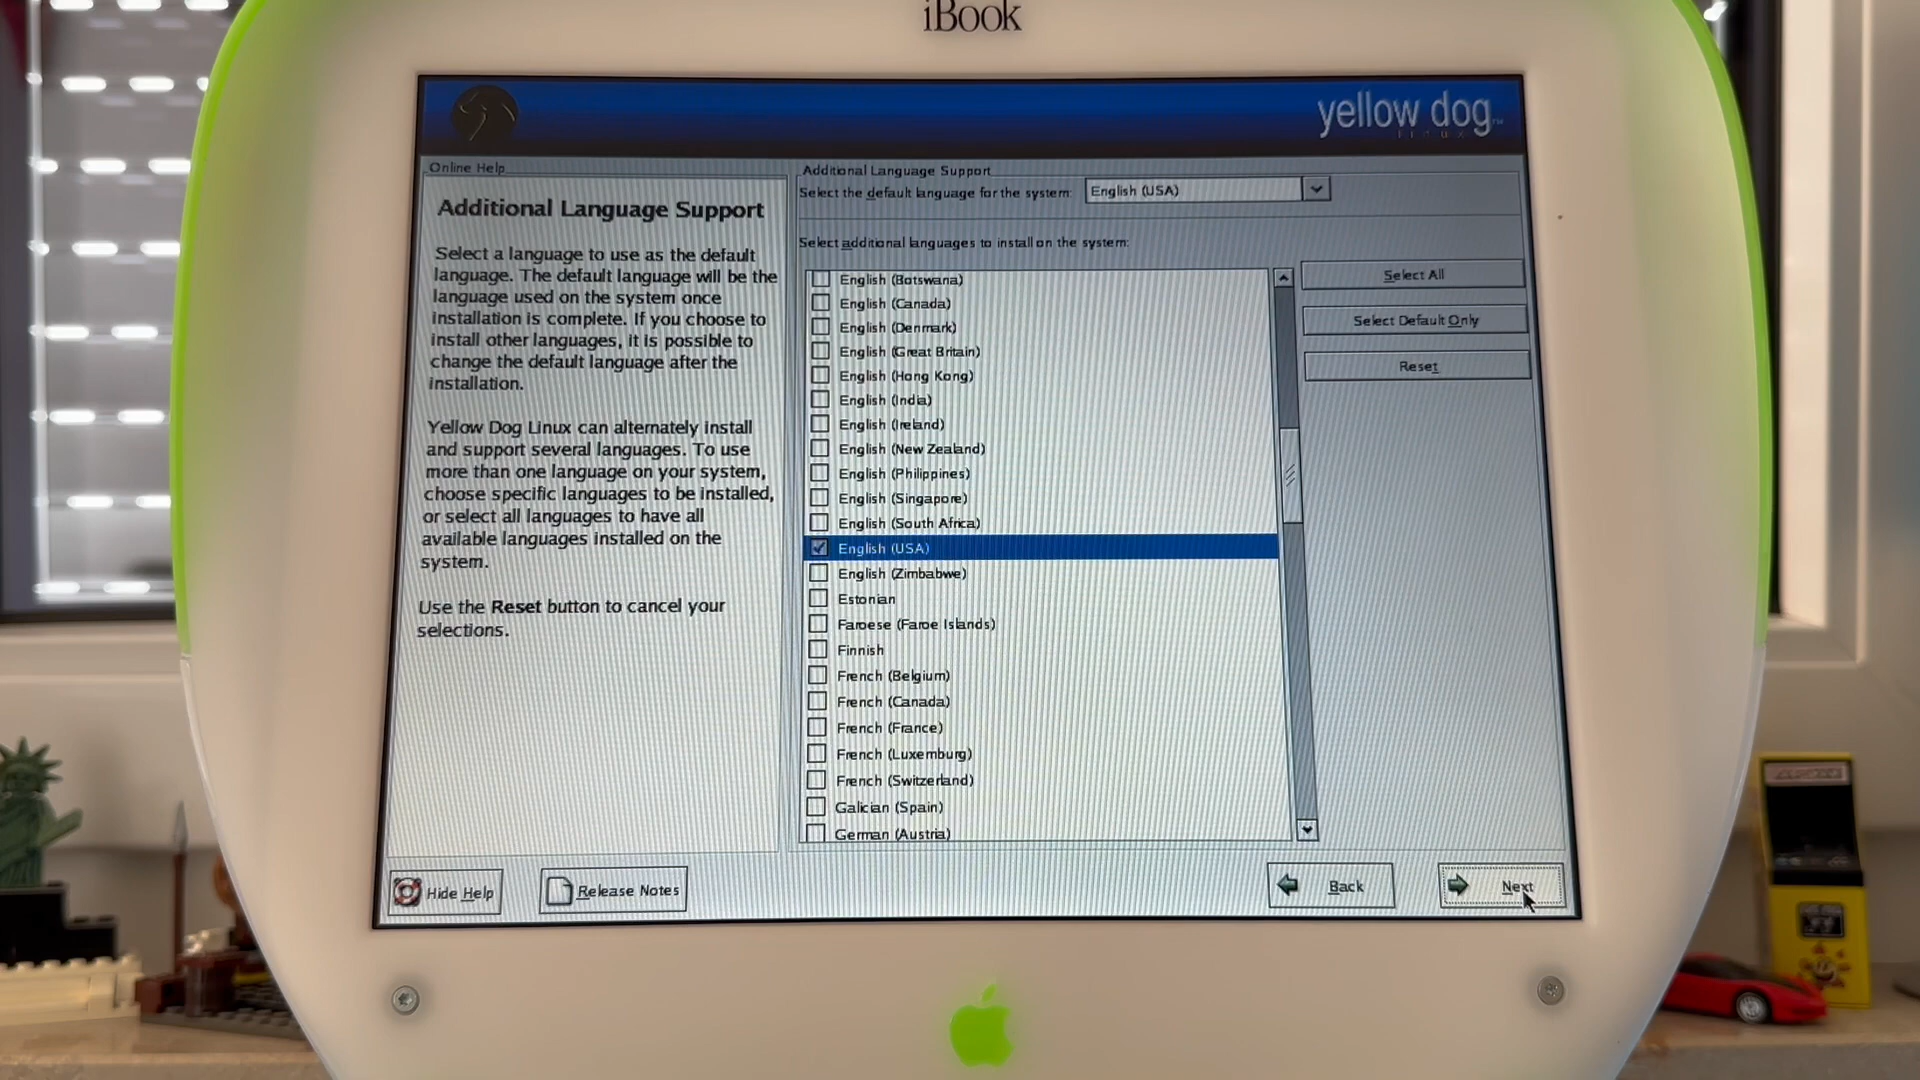 iBook
yellow dog
Linux
Online Help
Additional Language Support
Select a language to use as the default
language. The default language will be the
language used on the system once
installation is complete. If you choose to
install other languages, it is possible to
change the default language after the
installation.
Yellow Dog Linux can alternately install
and support several languages. To use
more than one language on your system,
choose specific languages to be installed,
or select all languages to have all
available languages installed on the
system.
Use the Reset button to cancel your
selections.
Additional Language Support
Select the default language for the system: English (USA)
Select additional languages to install on the system:
English (Botswana)
English (Canada)
English (Denmark)
English (Great Britain)
English (Hong Kong)
English (India)
English (Ireland)
English (New Zealand)
English (Philippines)
English (Singapore)
English (South Africa)
English (USA)
English (Zimbabwe)
Estonian
Faroese (Faroe Islands)
Finnish
French (Belgium)
French (Canada)
French (France)
French (Luxemburg)
French (Switzerland)
Galician (Spain)
German (Austria)
Select All
Select Default Only
Reset
Hide Help
Release Notes
Back
Next